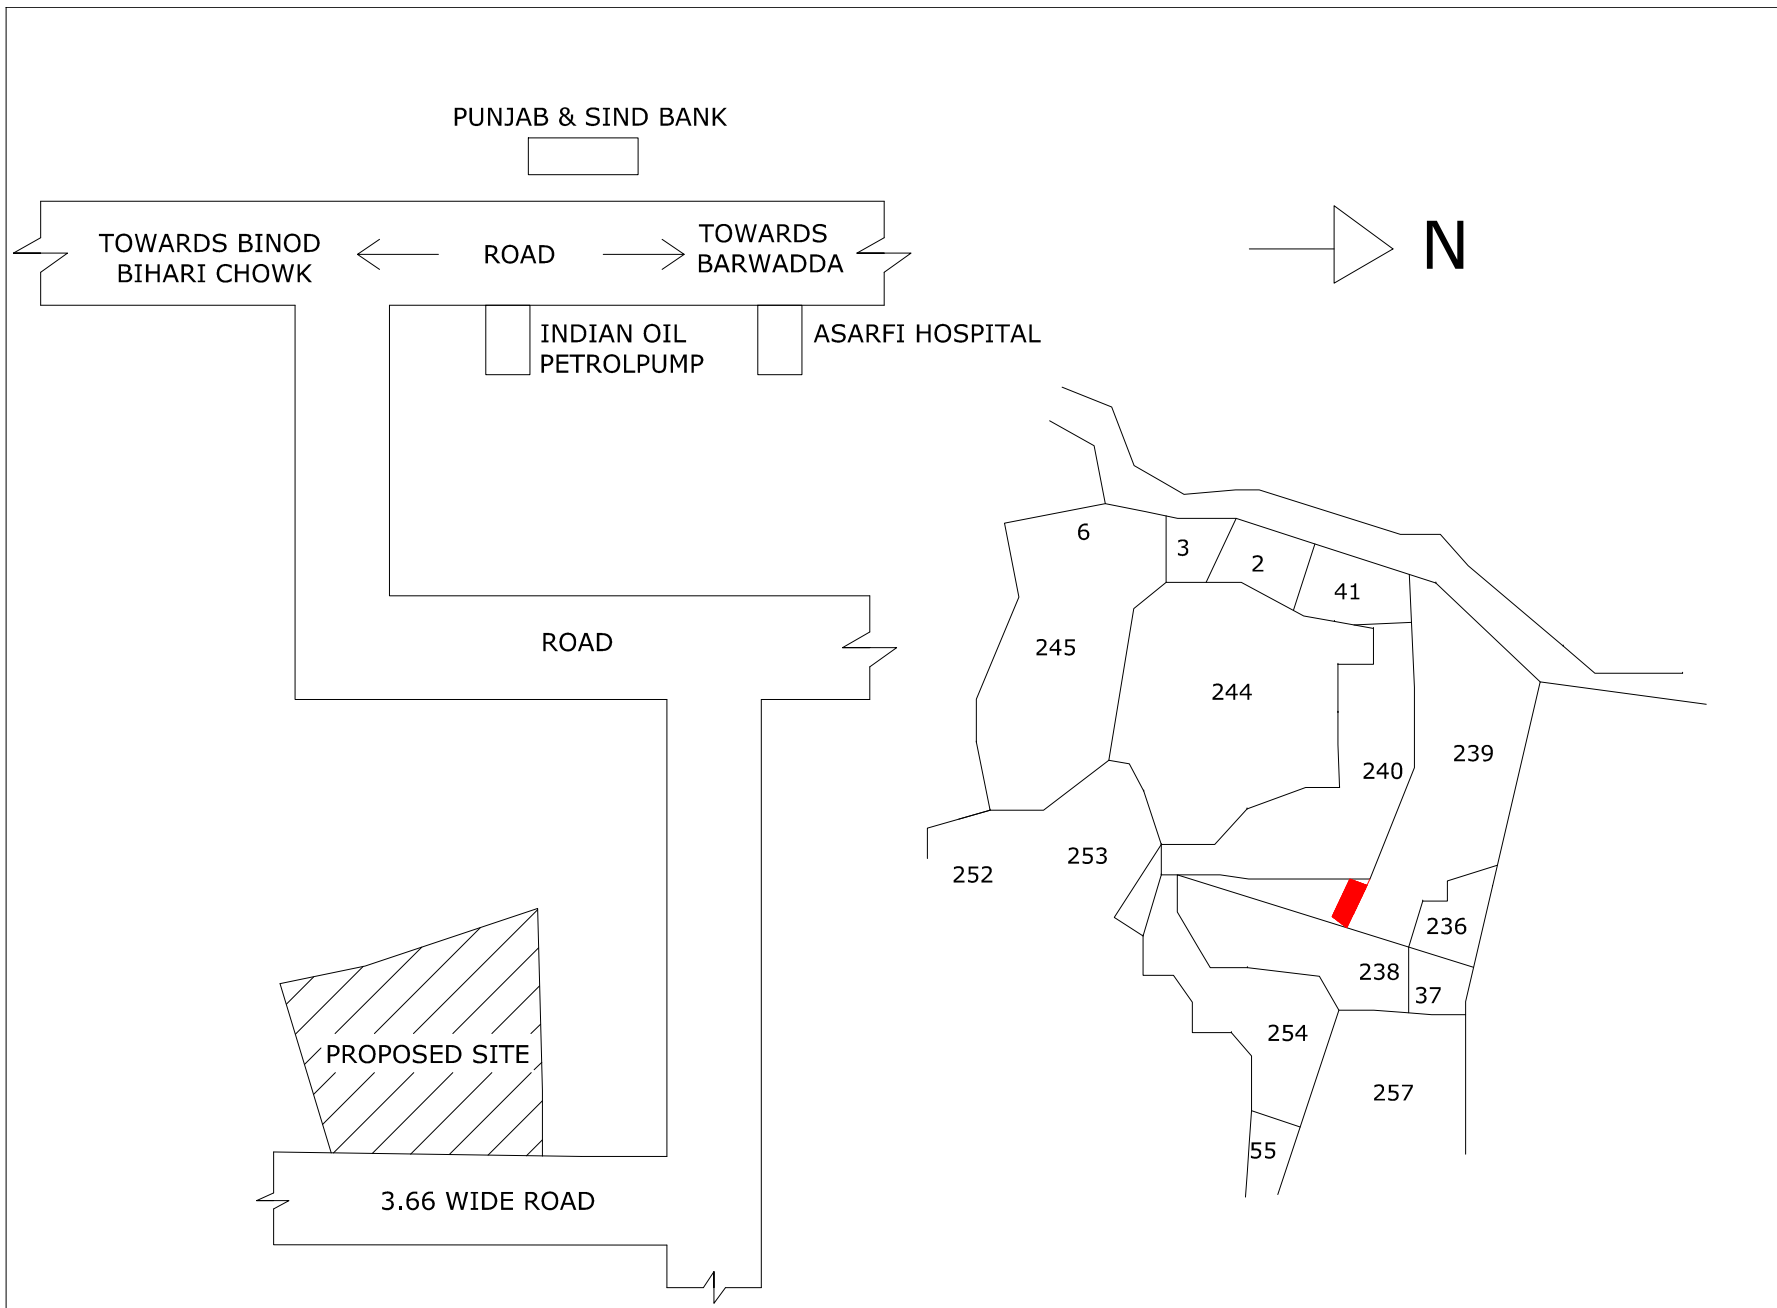 PUNJAB & SIND BANK
TOWARDS BINOD
BIHARI CHOWK
ROAD
TOWARDS
BARWADDA
N
INDIAN OIL
PETROLPUMP
ASARFI HOSPITAL
6
3
2
41
ROAD
245
244
239
240
253
252
236
238
37
254
PROPOSED SITE
257
55
3.66 WIDE ROAD